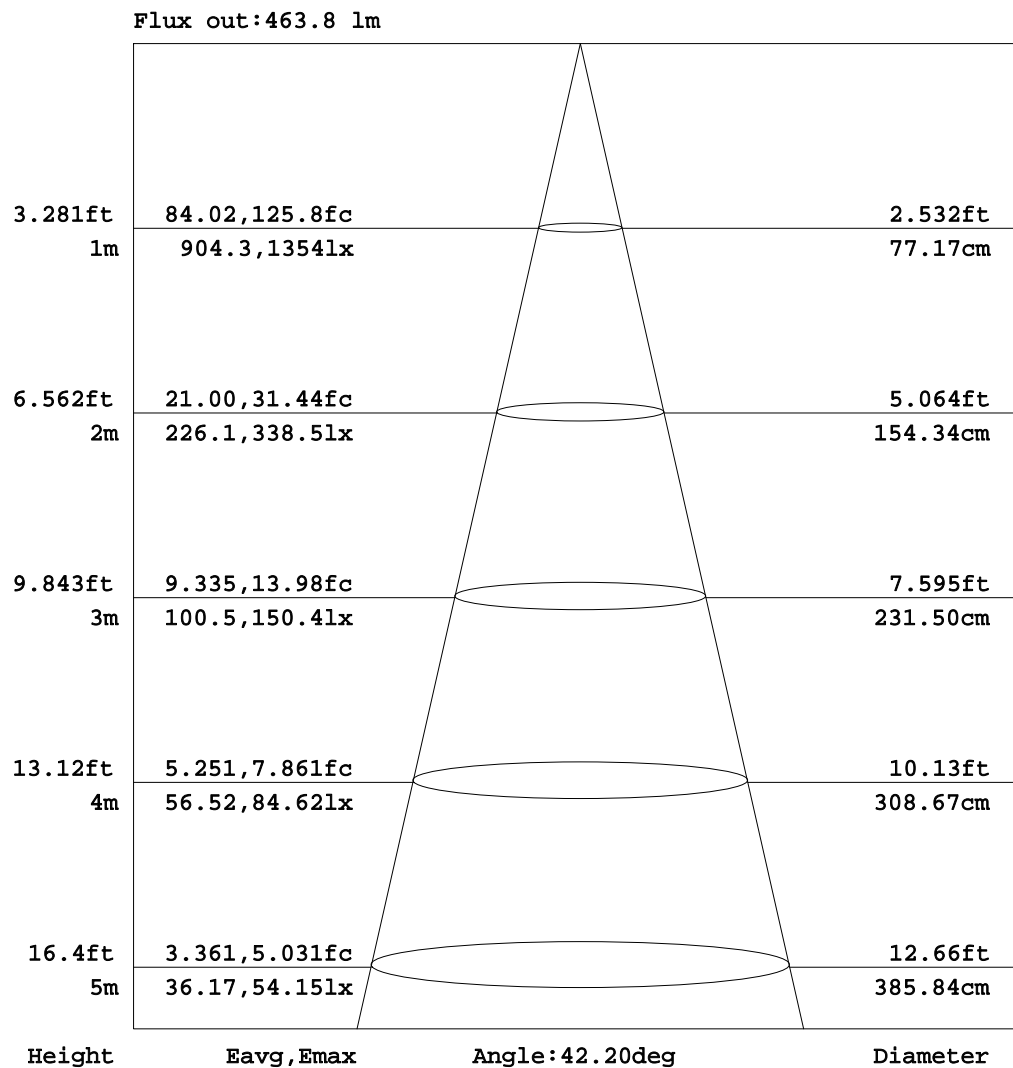 Flux out:463.8 lm
3.281ft 84.02,125.8fc 2.532ft
1m 904.3,1354lx 77.17cm
6.562ft 21.00,31.44fc 5.064ft
2m 226.1,338.5lx 154.34cm
9.843ft 9.335,13.98fc 7.595ft
3m 100.5,150.4lx 231.50cm
13.12ft 5.251,7.861fc 10.13ft
4m 56.52,84.62lx 308.67cm
16.4ft 3.361,5.031fc 12.66ft
5m 36.17,54.15lx 385.84cm
Height Eavg,Emax Angle:42.20deg Diameter